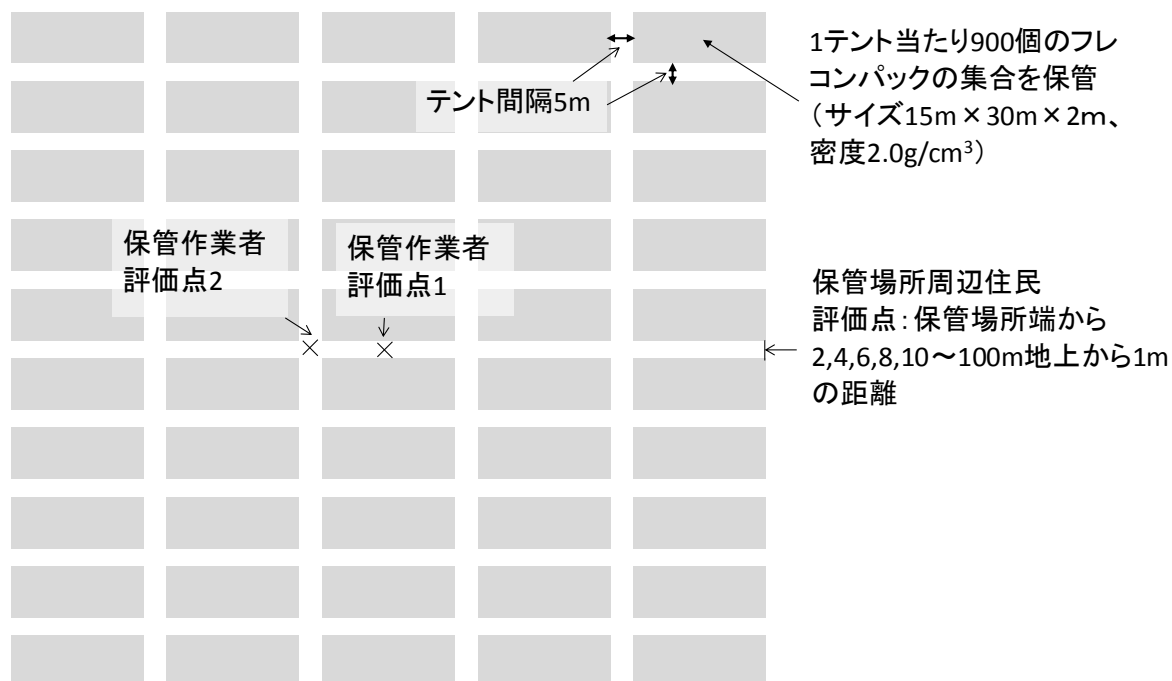 1テント当たり900個のフレ
コンパックの集合を保管
(サイズ15m×30m×2m、
密度2.0g/cm³)
テント間隔5m
保管作業者
評価点2
保管作業者
評価点1
保管場所周辺住民
評価点:保管場所端から
2,4,6,8,10~100m地上から1m
の距離